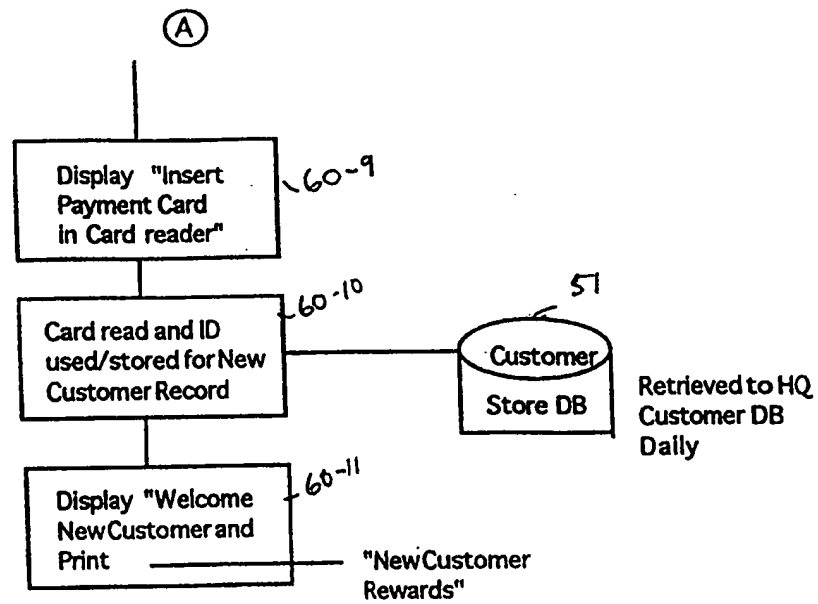 A
Display "Insert
Payment Card
in Card reader"
60-9
Card read and ID
used/stored for New
Customer Record
60-10
51
Customer
Store DB
Retrieved to HQ
Customer DB
Daily
Display "Welcome
New Customer and
Print
60-11
"New Customer
Rewards"